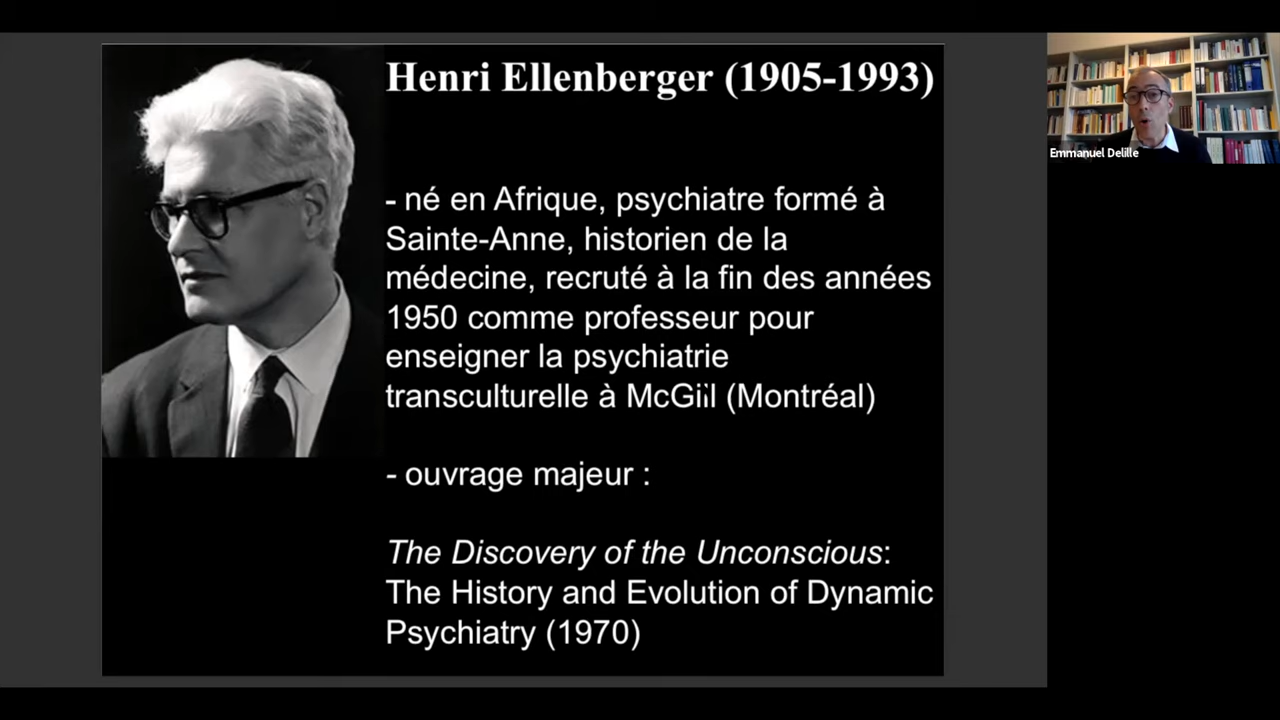 Henri Ellenberger (1905-1993)
- né en Afrique, psychiatre formé à
Sainte-Anne, historien de la
médecine, recruté à la fin des années
1950 comme professeur pour
enseigner la psychiatrie
transculturelle à McGill (Montréal)
- ouvrage majeur :
The Discovery of the Unconscious:
The History and Evolution of Dynamic
Psychiatry (1970)
Emmanuel Delille